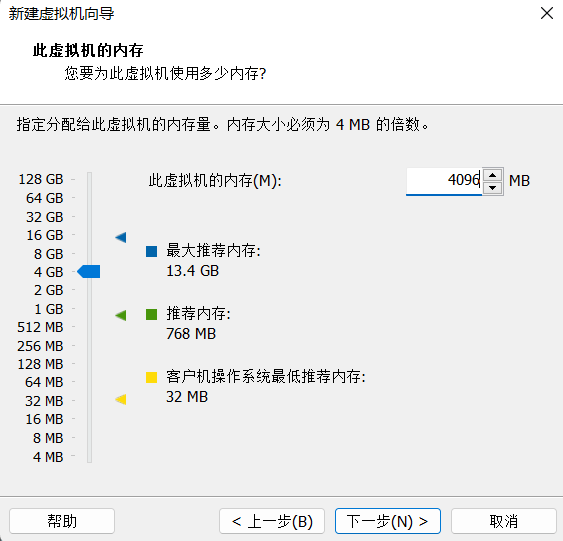 新建虚拟机向导
此虚拟机的内存
您要为此虚拟机使用多少内存?
指定分配给此虚拟机的内存量。内存大小必须为 4 MB 的倍数。
128 GB
64 GB
32 GB
16 GB
8 GB
4 GB
2 GB
1 GB
512 MB
256 MB
128 MB
64 MB
32 MB
16 MB
8 MB
4 MB
此虚拟机的内存(M):
4096
MB
最大推荐内存:
13.4 GB
推荐内存:
768 MB
客户机操作系统最低推荐内存:
32 MB
帮助
< 上一步(B)
下一步(N) >
取消